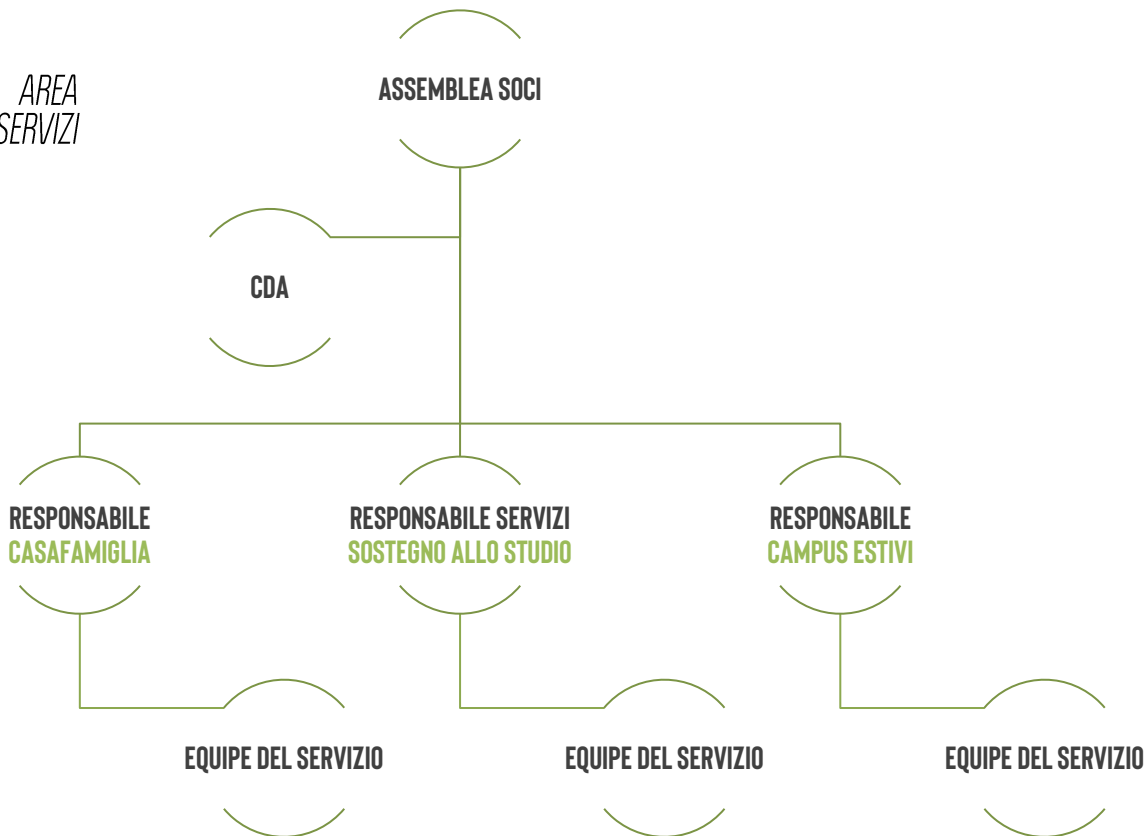 AREA
SERVIZI
ASSEMBLEA SOCI
CDA
RESPONSABILE
CASAFAMIGLIA
RESPONSABILE SERVIZI
SOSTEGNO ALLO STUDIO
RESPONSABILE
CAMPUS ESTIVI
EQUIPE DEL SERVIZIO
EQUIPE DEL SERVIZIO
EQUIPE DEL SERVIZIO